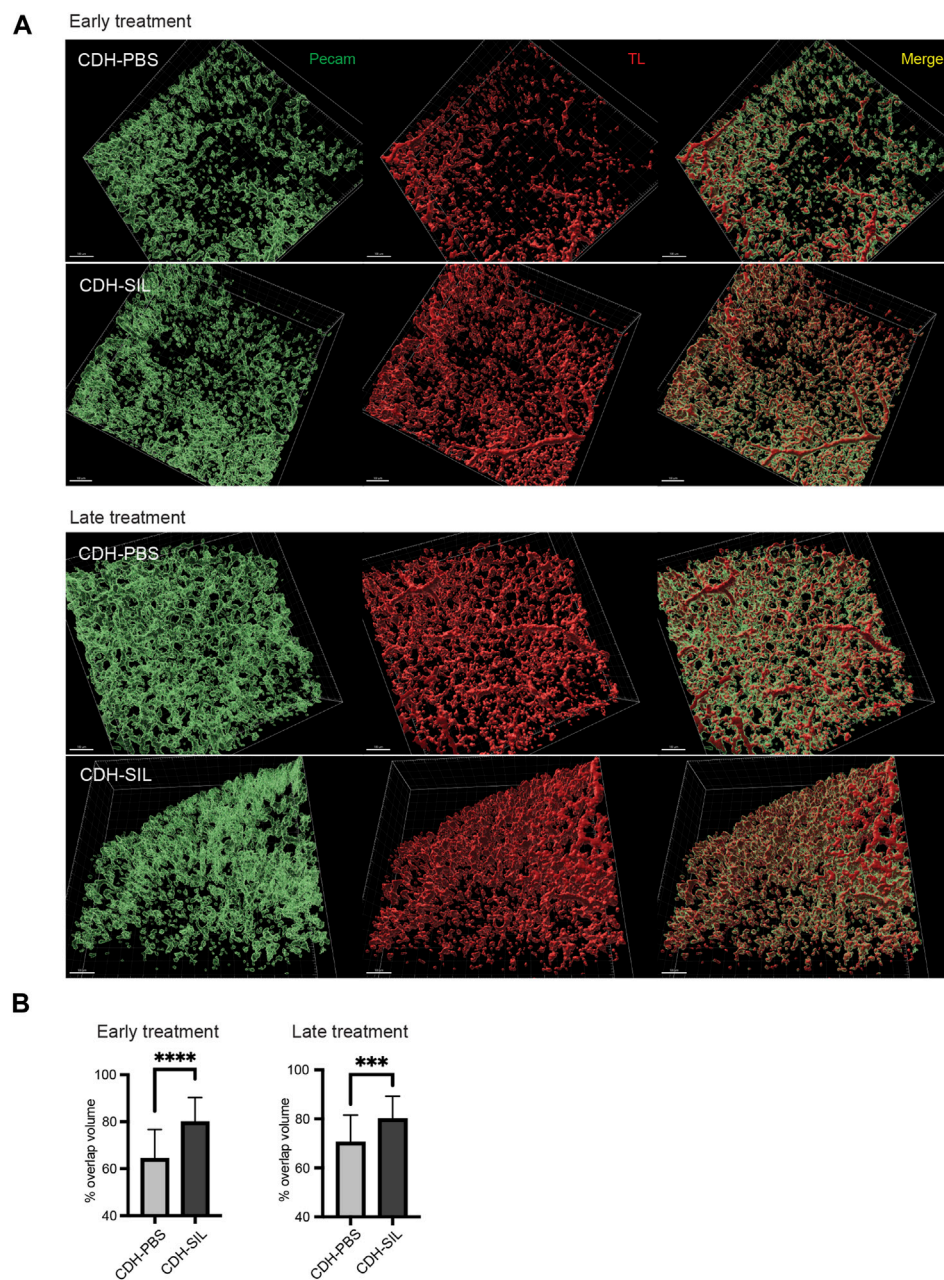 A
Early treatment
CDH-PBS
Pecam
TL
Merge
CDH-SIL
Late treatment
CDH-PBS
CDH-SIL
B
Early treatment
Late treatment
****
***
% overlap volume
100
80
60
40
CDH-PBS
CDH-SIL
% overlap volume
100
80
60
40
CDH-PBS
CDH-SIL